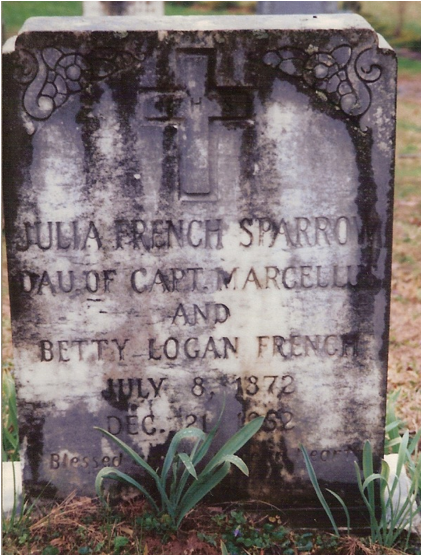 JULIA FRENCH SPARROW
DAU. OF CAPT. MARCELLUS
AND
BETTY LOGAN FRENCH
JULY 8, 1872
DEC. 21 1962
Blessed